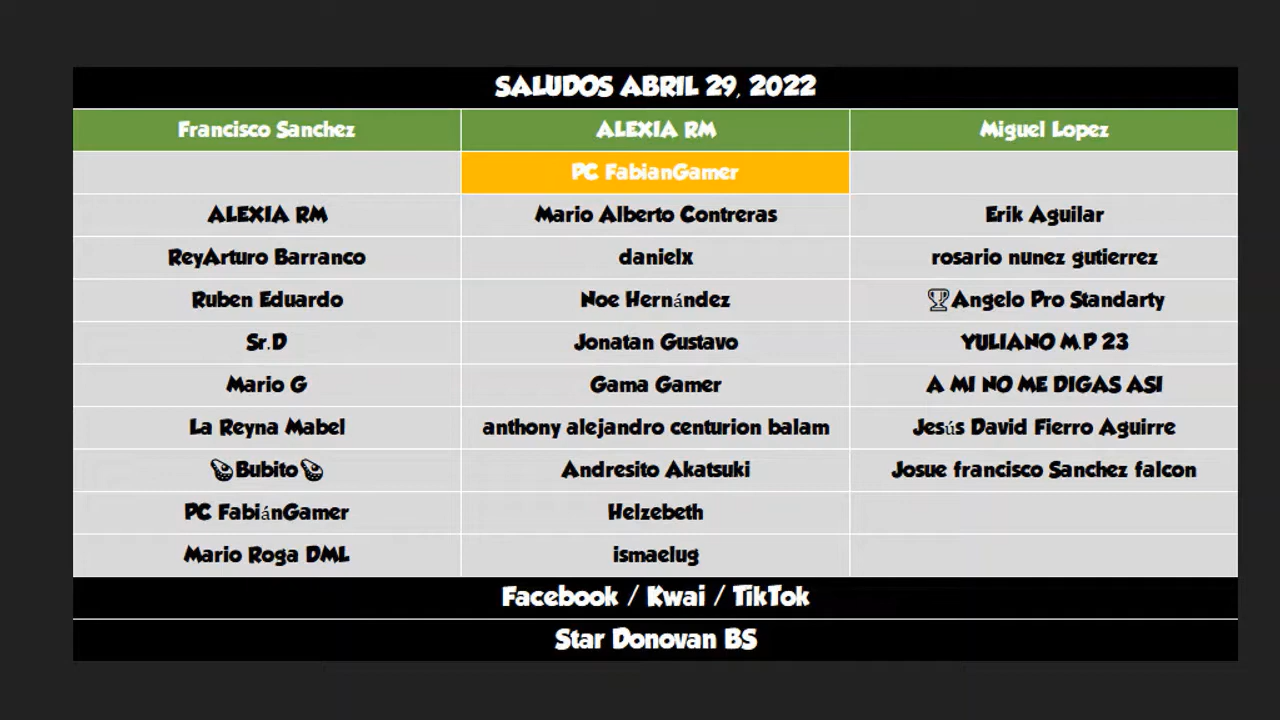 SALUDOS ABRIL 29, 2022
Francisco Sanchez ALEXIA RM Miguel Lopez
PC FabianGamer
ALEXIA RM Mario Alberto Contreras Erik Aguilar
ReyArturo Barranco danielx rosario nunez gutierrez
Ruben Eduardo Noe Hernández 🏆Angelo Pro Standarty
Sr.D Jonatan Gustavo YULIANO M.P 23
Mario G Gama Gamer A MI NO ME DIGAS ASI
La Reyna Mabel anthony alejandro centurion balam Jesús David Fierro Aguirre
Bubito Andresito Akatsuki Josue francisco Sanchez falcon
PC FabiánGamer Helzebeth
Mario Roga DML ismaelug
Facebook / Kwai / TikTok
Star Donovan BS